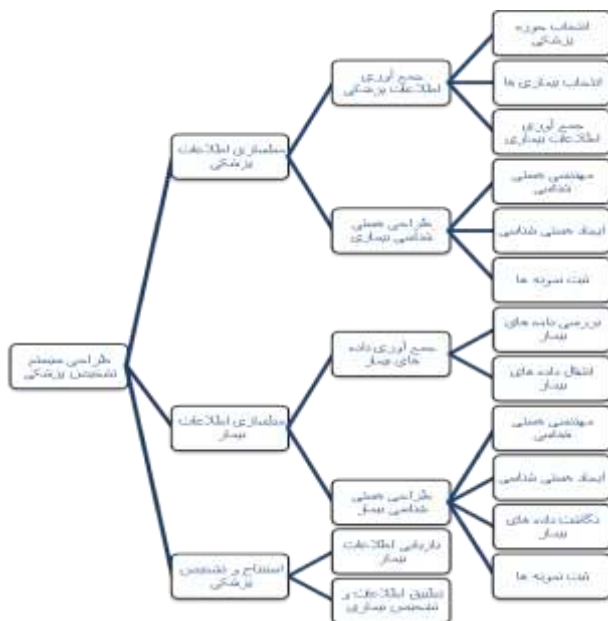 انتخاب حوزه
پزشکی
جمع آوری
اطلاعات پزشکی
انتخاب بیماری ها
جمع آوری
اطلاعات بیماری
مدلسازی اطلاعات
پزشکی
مهندسی هستی
شناسی
طراحی هستی
شناسی بیماری
ایجاد هستی شناسی
ثبت نمونه ها
طراحی سیستم
تشخیص پزشکی
بررسی داده های
بیمار
جمع آوری داده
های بیمار
انتقال داده های
بیمار
مدلسازی اطلاعات
بیمار
مهندسی هستی
شناسی
طراحی هستی
شناسی بیمار
ایجاد هستی شناسی
نگاشت داده های
بیمار
ثبت نمونه ها
استنتاج و تشخیص
پزشکی
بازیابی اطلاعات
بیمار
تطبیق اطلاعات و
تشخیص بیماری